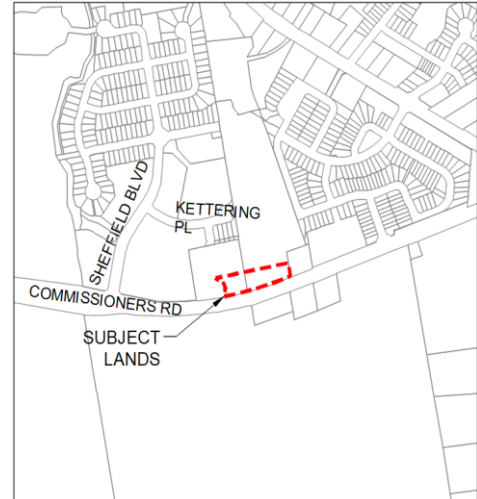 SHEFFIELD BLVD
KETTERING
PL
COMMISSIONERS RD
SUBJECT
LANDS